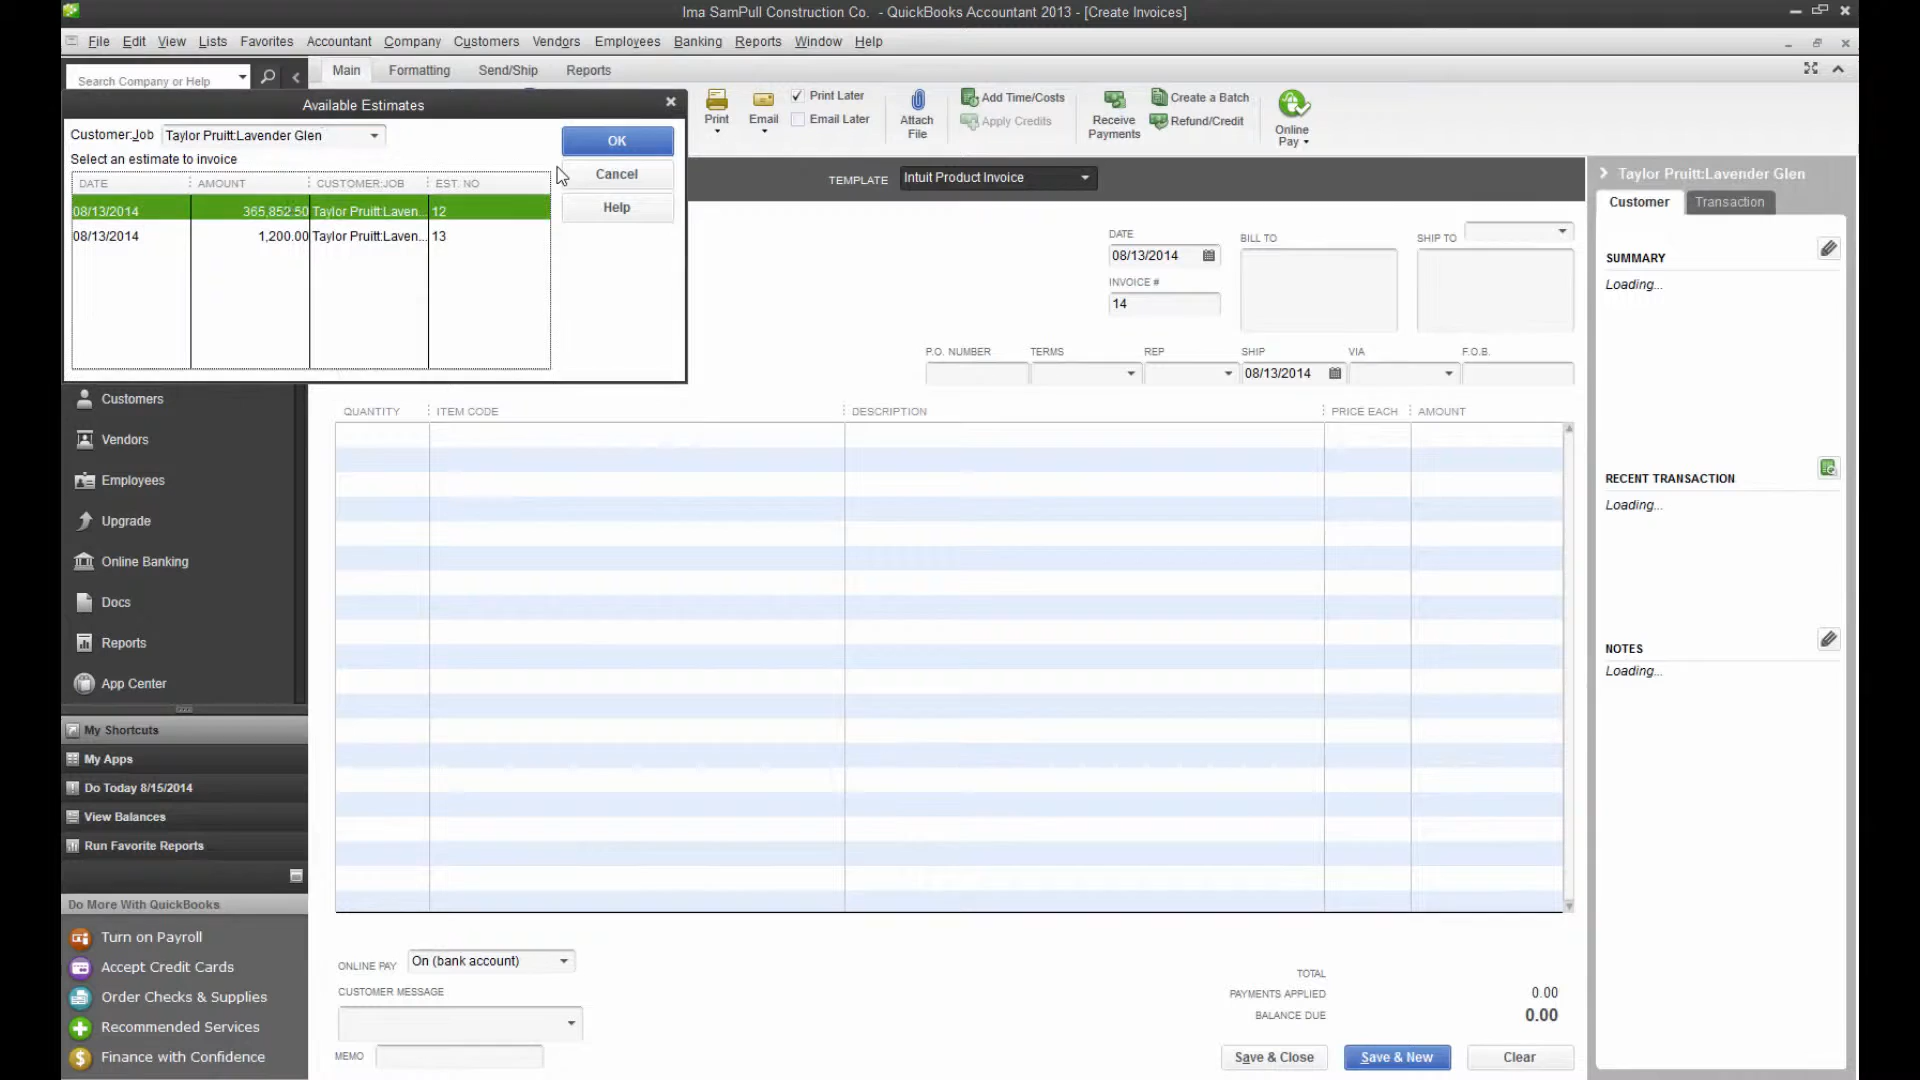 Ima SamPull Construction Co. - QuickBooks Accountant 2013 - [Create Invoices]
File Edit View Lists Favorites Accountant Company Customers Vendors Employees Banking Reports Window Help
Search Company or Help
Main Formatting Send/Ship Reports
Print
Email
Print Later
Email Later
Attach
File
Add Time/Costs
Apply Credits
Receive
Payments
Create a Batch
Refund/Credit
Online
Pay
Available Estimates
Customer:Job Taylor Pruitt:Lavender Glen
Select an estimate to invoice
DATE AMOUNT CUSTOMER:JOB EST. NO
08/13/2014 365,852.50 Taylor Pruitt:Laven... 12
08/13/2014 1,200.00 Taylor Pruitt:Laven... 13
OK
Cancel
Help
TEMPLATE Intuit Product Invoice
DATE
08/13/2014
INVOICE #
14
BILL TO
SHIP TO
P.O. NUMBER TERMS REP SHIP VIA F.O.B.
08/13/2014
QUANTITY ITEM CODE DESCRIPTION PRICE EACH AMOUNT
Customers
Vendors
Employees
Upgrade
Online Banking
Docs
Reports
App Center
My Shortcuts
My Apps
Do Today 8/15/2014
View Balances
Run Favorite Reports
Do More With QuickBooks
Turn on Payroll
Accept Credit Cards
Order Checks & Supplies
Recommended Services
Finance with Confidence
ONLINE PAY On (bank account)
CUSTOMER MESSAGE
MEMO
TOTAL
PAYMENTS APPLIED 0.00
BALANCE DUE 0.00
Save & Close Save & New Clear
Taylor Pruitt:Lavender Glen
Customer Transaction
SUMMARY
Loading...
RECENT TRANSACTION
Loading...
NOTES
Loading...